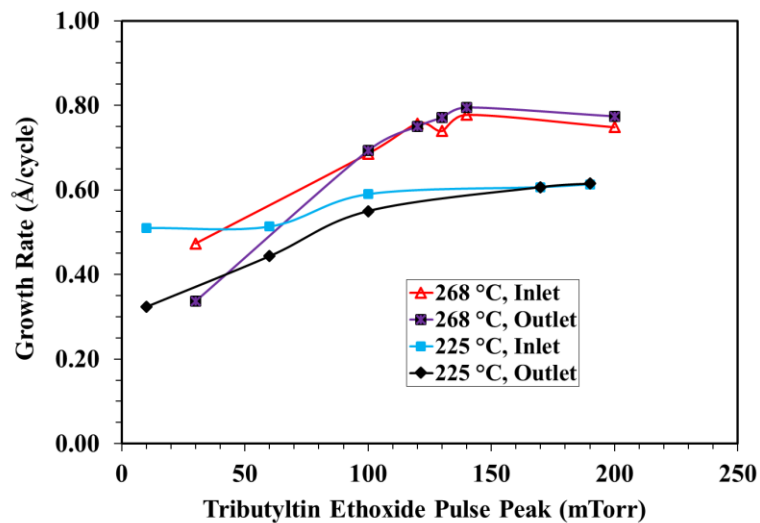 1.00
0.80
0.60
0.40
0.20
0.00
Growth Rate (Å/cycle)
268 °C, Inlet
268 °C, Outlet
225 °C, Inlet
225 °C, Outlet
0 50 100 150 200 250
Tributyltin Ethoxide Pulse Peak (mTorr)